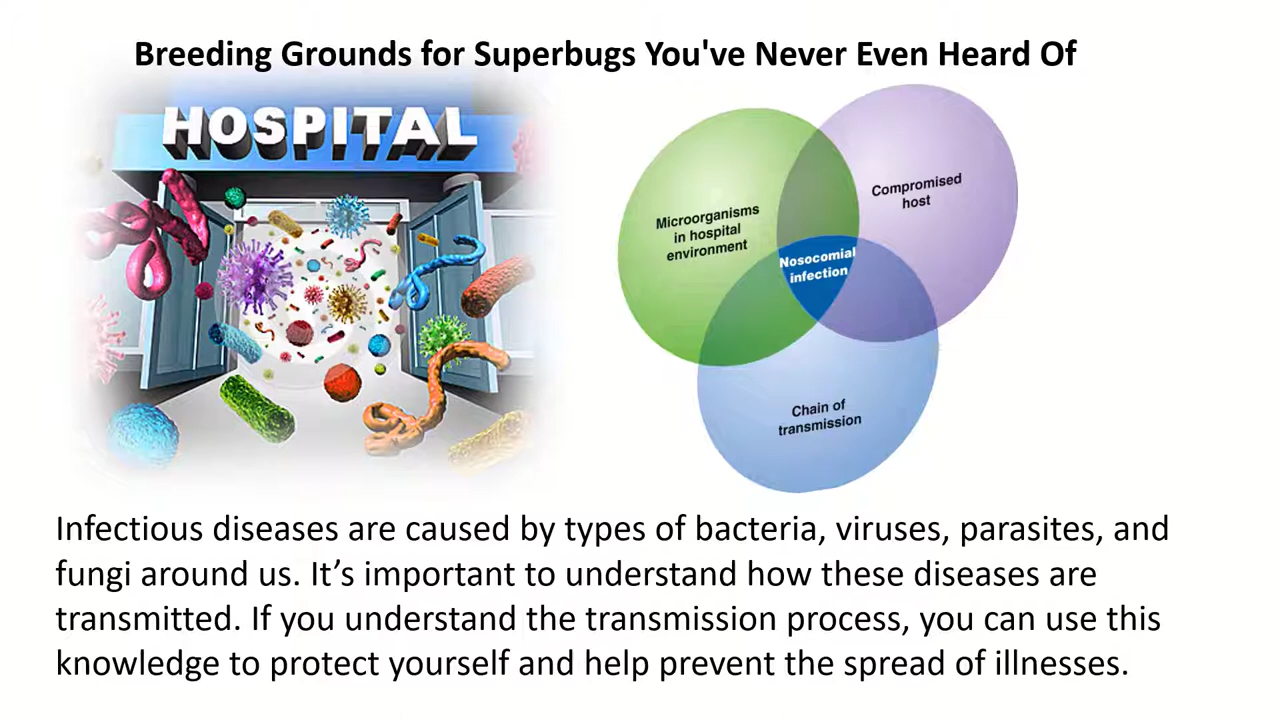 Breeding Grounds for Superbugs You've Never Even Heard Of
HOSPITAL
Microorganisms
in hospital
environment
Compromised
host
Nosocomial
infection
Chain of
transmission
Infectious diseases are caused by types of bacteria, viruses, parasites, and
fungi around us. It’s important to understand how these diseases are
transmitted. If you understand the transmission process, you can use this
knowledge to protect yourself and help prevent the spread of illnesses.